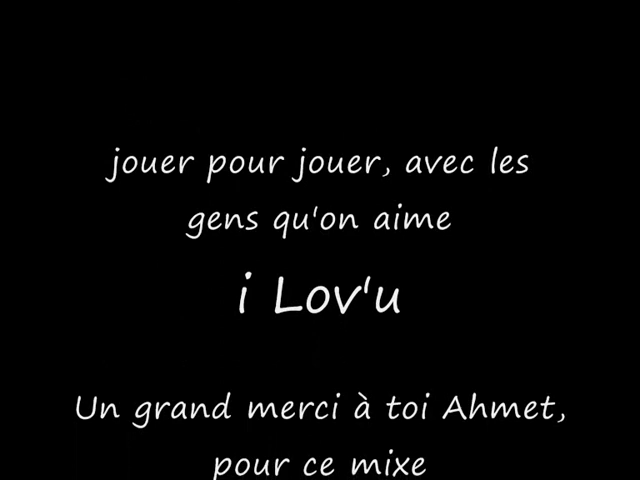 jouer pour jouer, avec les
gens qu'on aime
i Lov'u
Un grand merci à toi Ahmet,
pour ce mixe